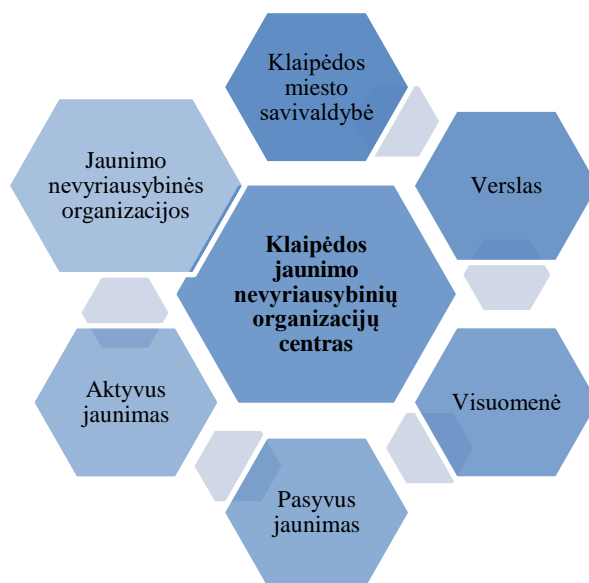 Klaipėdos
miesto
savivaldybė
Jaunimo
nevyriausybinės
organizacijos
Verslas
Klaipėdos
jaunimo
nevyriausybinių
organizacijų
centras
Aktyvus
jaunimas
Visuomenė
Pasyvus
jaunimas